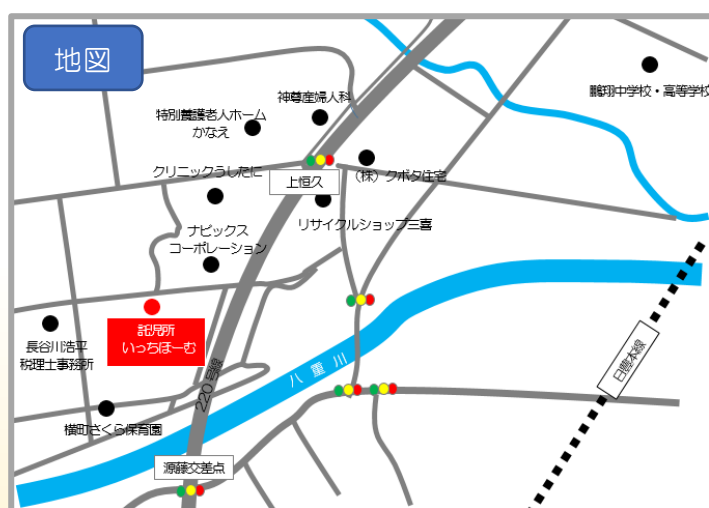 地図
鵬翔中学校・高等学校
神尊産婦人科
特別養護老人ホーム
かなえ
クリニックうしたに
上恒久
（株）クボタ住宅
リサイクルショップ三喜
ナビックス
コーポレーション
託児所
いっちほーむ
長谷川浩平
税理士事務所
220号線
八重川
日豊本線
横町さくら保育園
源藤交差点